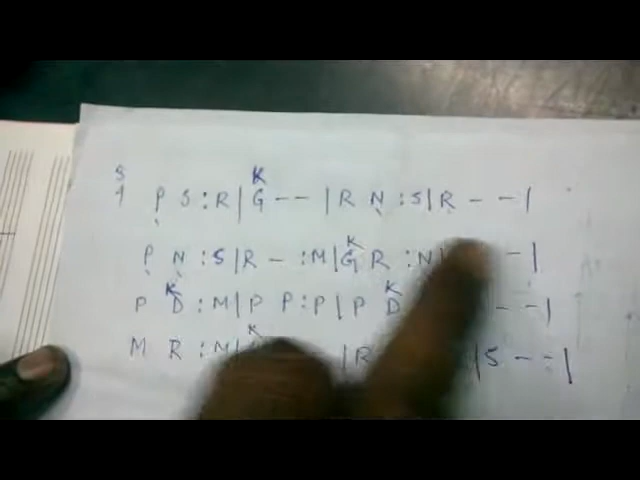 S
1 P S : R | G K - - | R N : S | R - - |
P N : S | R - : M | G K R : N | - |
P D K : M | P P : P | P D K - - |
M R : M | K | R | S - - |